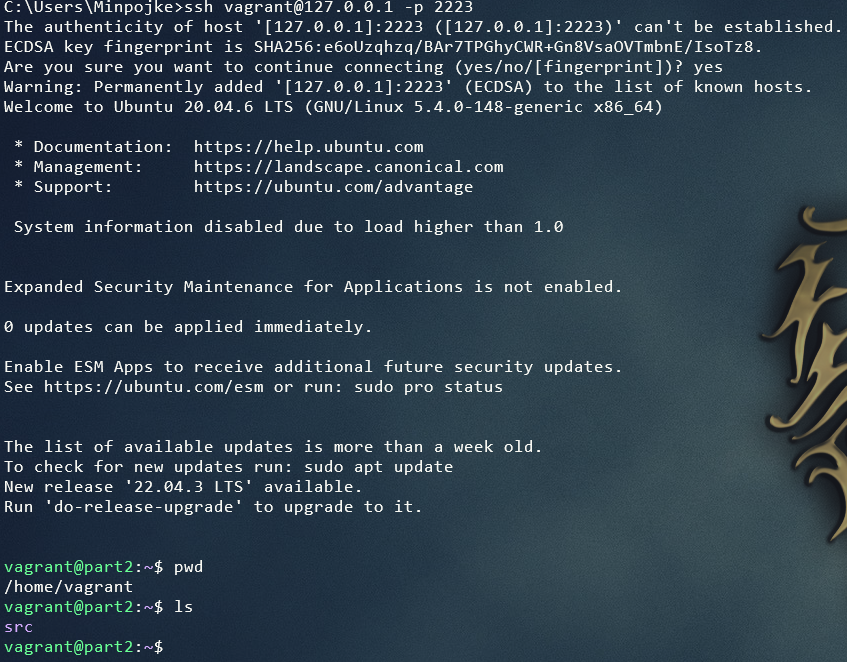 C:\Users\Minpojke>ssh vagrant@127.0.0.1 -p 2223
The authenticity of host '[127.0.0.1]:2223 ([127.0.0.1]:2223)' can't be established.
ECDSA key fingerprint is SHA256:e6oUzqhzq/BAr7TPGhyCWR+Gn8VsaOVTmbnE/IsoTz8.
Are you sure you want to continue connecting (yes/no/[fingerprint])? yes
Warning: Permanently added '[127.0.0.1]:2223' (ECDSA) to the list of known hosts.
Welcome to Ubuntu 20.04.6 LTS (GNU/Linux 5.4.0-148-generic x86_64)
* Documentation:  https://help.ubuntu.com
* Management:     https://landscape.canonical.com
* Support:        https://ubuntu.com/advantage
System information disabled due to load higher than 1.0
Expanded Security Maintenance for Applications is not enabled.
0 updates can be applied immediately.
Enable ESM Apps to receive additional future security updates.
See https://ubuntu.com/esm or run: sudo pro status
The list of available updates is more than a week old.
To check for new updates run: sudo apt update
New release '22.04.3 LTS' available.
Run 'do-release-upgrade' to upgrade to it.
vagrant@part2:~$ pwd
/home/vagrant
vagrant@part2:~$ ls
src
vagrant@part2:~$